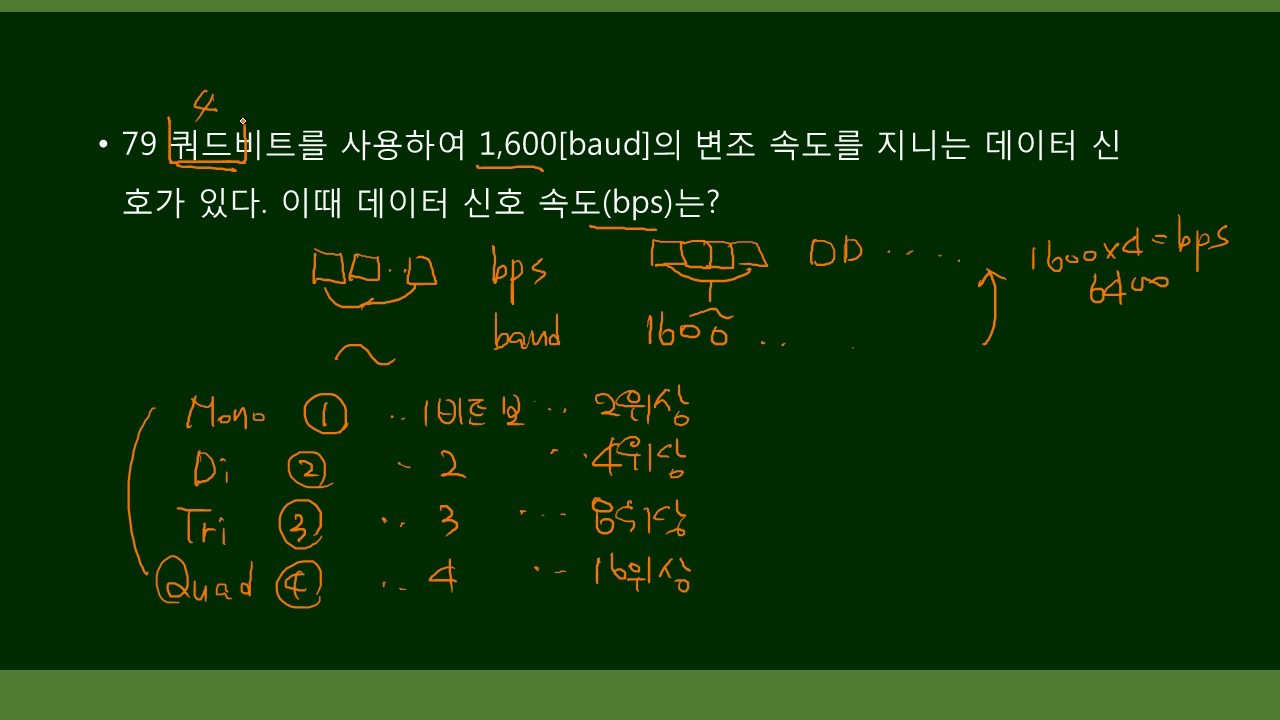 4
• 79 쿼드비트를 사용하여 1,600[baud]의 변조 속도를 지니는 데이터 신
호가 있다. 이때 데이터 신호 속도(bps)는?
bps 1600x4=bps
6400
baud 1600 ..
Mono ① .. 1비트 ... 2위상
Di ② .. 2 ... 4위상
Tri ③ .. 3 ... 8위상
Quad ④ .. 4 ... 16위상